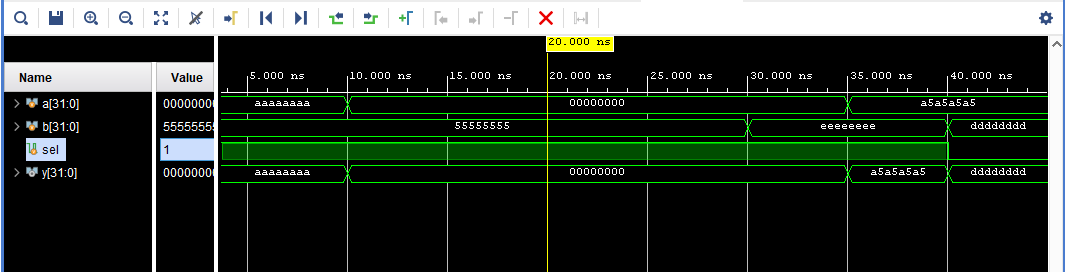 20.000 ns
5.000 ns 10.000 ns 15.000 ns 20.000 ns 25.000 ns 30.000 ns 35.000 ns 40.000 ns
Name Value
a[31:0] 00000000 aaaaaaaa 00000000 a5a5a5a5
b[31:0] 55555555 55555555 eeeeeeee dddddddd
sel 1
y[31:0] 00000000 aaaaaaaa 00000000 a5a5a5a5 dddddddd